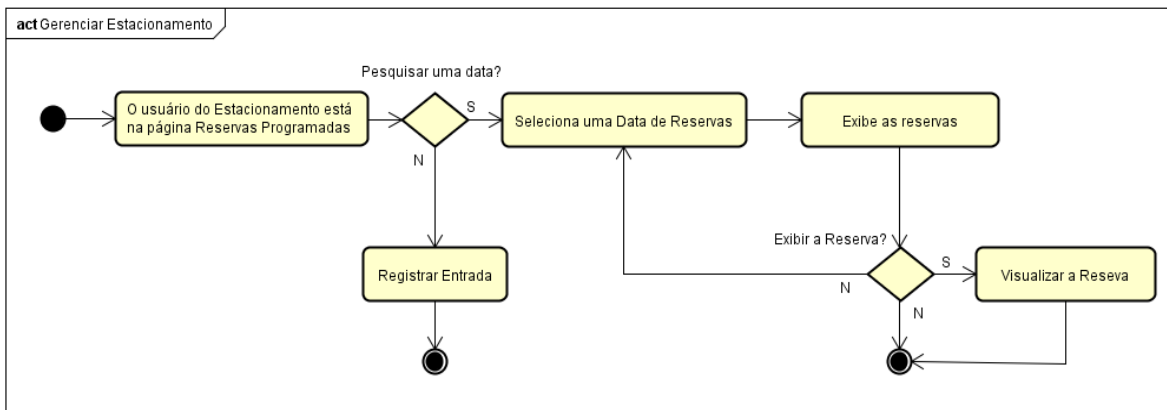 act Gerenciar Estacionamento
Pesquisar uma data?
O usuário do Estacionamento está
na página Reservas Programadas
S
Seleciona uma Data de Reservas
Exibe as reservas
N
Exibir a Reserva?
Registrar Entrada
N
S
Visualizar a Reseva
N